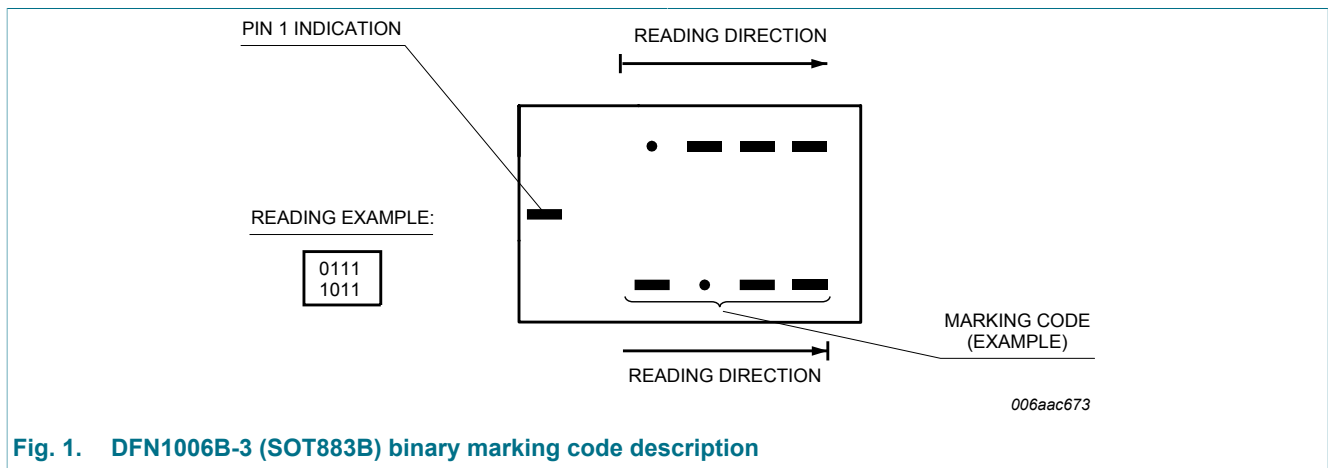 PIN 1 INDICATION
READING DIRECTION
READING EXAMPLE:
0111
1011
MARKING CODE
(EXAMPLE)
READING DIRECTION
006aac673
Fig. 1. DFN1006B-3 (SOT883B) binary marking code description